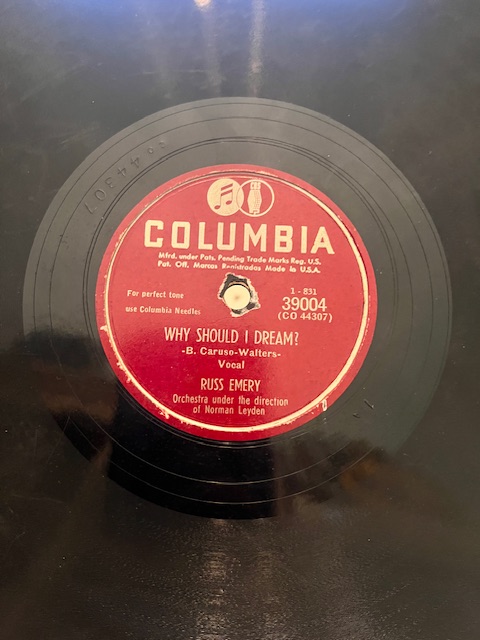 COLUMBIA
Mfrd. under Pats. Pending Trade Marks Reg. U.S.
Pat. Off. Marcas Registradas Made in U.S.A.
1-831
For perfect tone
39004
use Columbia Needles
(CO 44307)
WHY SHOULD I DREAM?
-B. Caruso-Walters-
Vocal
RUSS EMERY
Orchestra under the direction
of Norman Leyden